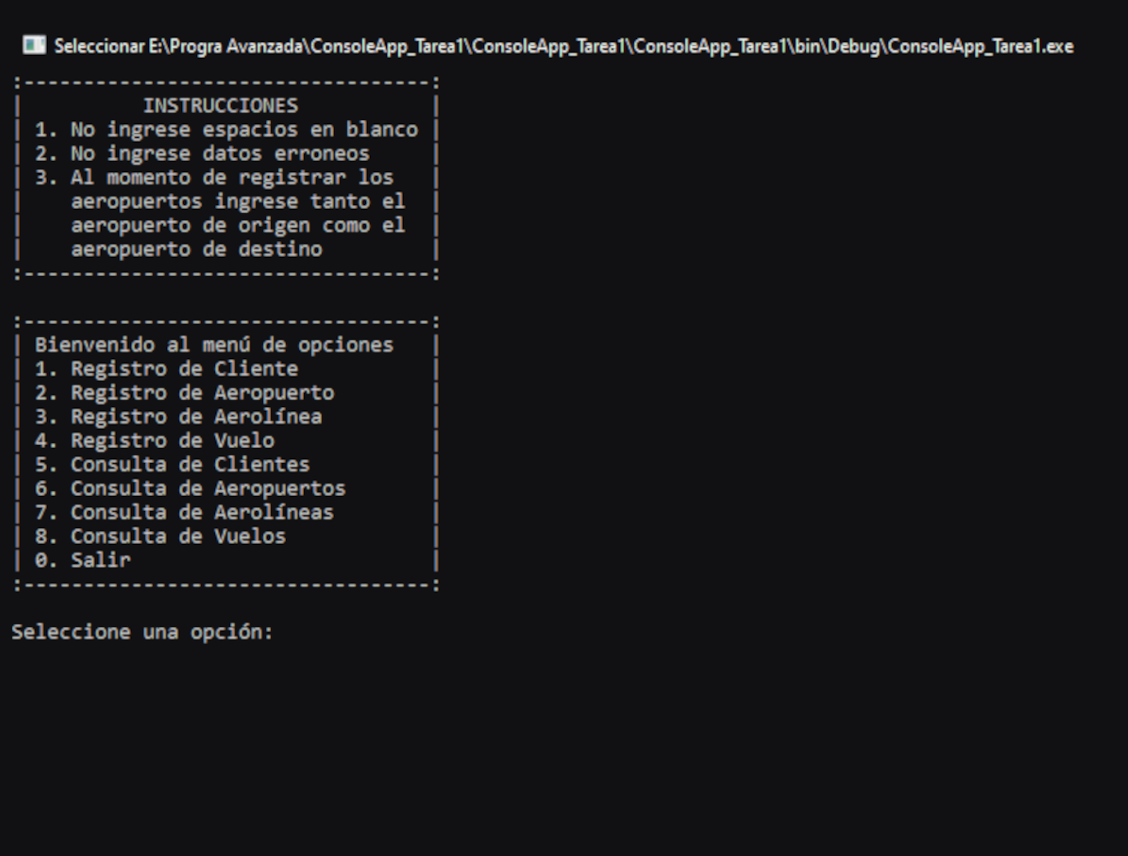 Seleccionar E:\Progra Avanzada\ConsoleApp_Tarea1\ConsoleApp_Tarea1\ConsoleApp_Tarea1\bin\Debug\ConsoleApp_Tarea1.exe
:----------------------------------:
|          INSTRUCCIONES           |
| 1. No ingrese espacios en blanco |
| 2. No ingrese datos erroneos     |
| 3. Al momento de registrar los   |
|    aeropuertos ingrese tanto el  |
|    aeropuerto de origen como el  |
|    aeropuerto de destino         |
:----------------------------------:
:----------------------------------:
| Bienvenido al menú de opciones   |
| 1. Registro de Cliente           |
| 2. Registro de Aeropuerto        |
| 3. Registro de Aerolínea         |
| 4. Registro de Vuelo             |
| 5. Consulta de Clientes          |
| 6. Consulta de Aeropuertos       |
| 7. Consulta de Aerolíneas        |
| 8. Consulta de Vuelos            |
| 0. Salir                         |
:----------------------------------:
Seleccione una opción: